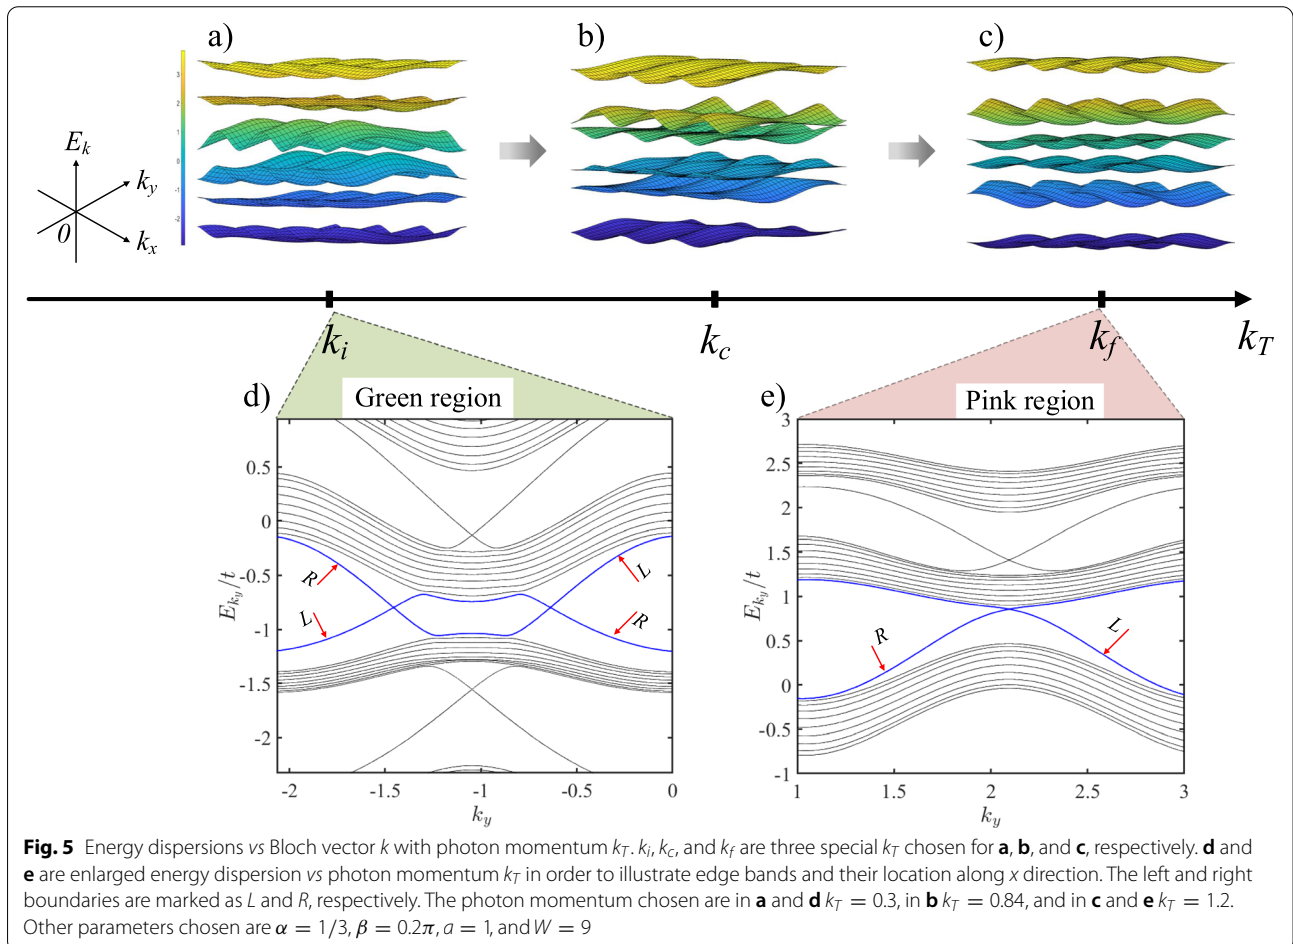 a)
b)
c)
3
2
1
0
-1
-2
E_k
k_y
0
k_x
k_i
k_c
k_f
k_T
d)
Green region
e)
Pink region
0.5
0
-0.5
-1
-1.5
-2
E_{k_y}/t
R
L
L
R
-2
-1.5
-1
-0.5
0
k_y
3
2.5
2
1.5
1
0.5
0
-0.5
-1
E_{k_y}/t
R
L
1
1.5
2
2.5
3
k_y
Fig. 5 Energy dispersions vs Bloch vector k with photon momentum k_T. k_i, k_c, and k_f are three special k_T chosen for a, b, and c, respectively. d and
e are enlarged energy dispersion vs photon momentum k_T in order to illustrate edge bands and their location along x direction. The left and right
boundaries are marked as L and R, respectively. The photon momentum chosen are in a and d k_T = 0.3, in b k_T = 0.84, and in c and e k_T = 1.2.
Other parameters chosen are α = 1/3, β = 0.2π, a = 1, and W = 9